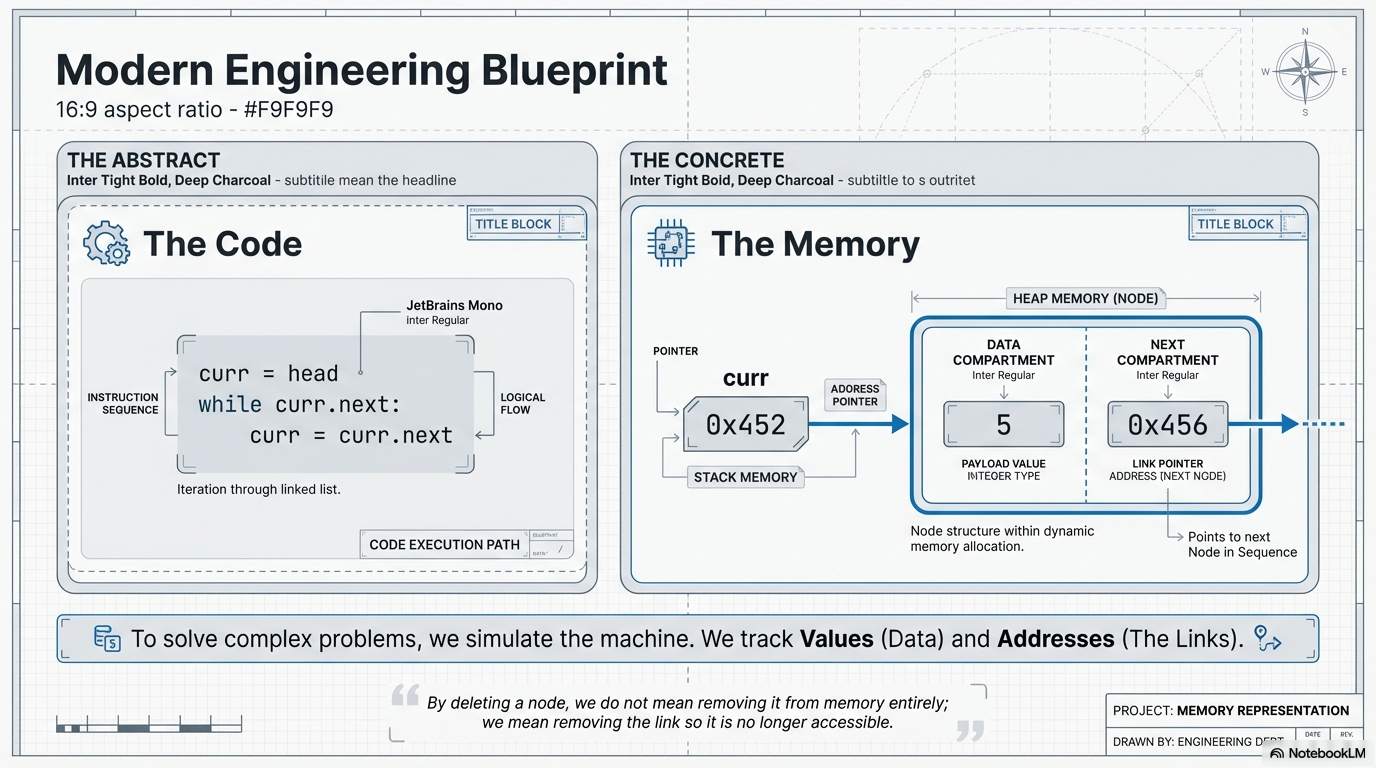 Modern Engineering Blueprint
16:9 aspect ratio - #F9F9F9
N
W
E
S
THE ABSTRACT
Inter Tight Bold, Deep Charcoal - subtitile mean the headline
TITLE BLOCK
The Code
JetBrains Mono
Inter Regular
curr = head
while curr.next:
curr = curr.next
INSTRUCTION
SEQUENCE
LOGICAL
FLOW
Iteration through linked list.
CODE EXECUTION PATH
THE CONCRETE
Inter Tight Bold, Deep Charcoal - subtiltle to s outritet
TITLE BLOCK
The Memory
HEAP MEMORY (NODE)
POINTER
curr
0x452
ADORESS
POINTER
STACK MEMORY
DATA
COMPARTMENT
Inter Regular
5
PAYLOAD VALUE
INTEGER TYPE
NEXT
COMPARTMENT
Inter Regular
0x456
LINK POINTER
ADDRESS (NEXT NGDE)
Node structure within dynamic
memory allocation.
Points to next
Node in Sequence
5
To solve complex problems, we simulate the machine. We track Values (Data) and Addresses (The Links).
“By deleting a node, we do not mean removing it from memory entirely;
we mean removing the link so it is no longer accessible.”
PROJECT: MEMORY REPRESENTATION
DRAWN BY: ENGINEERING DEPT
DATE
REV.
NotebookLM